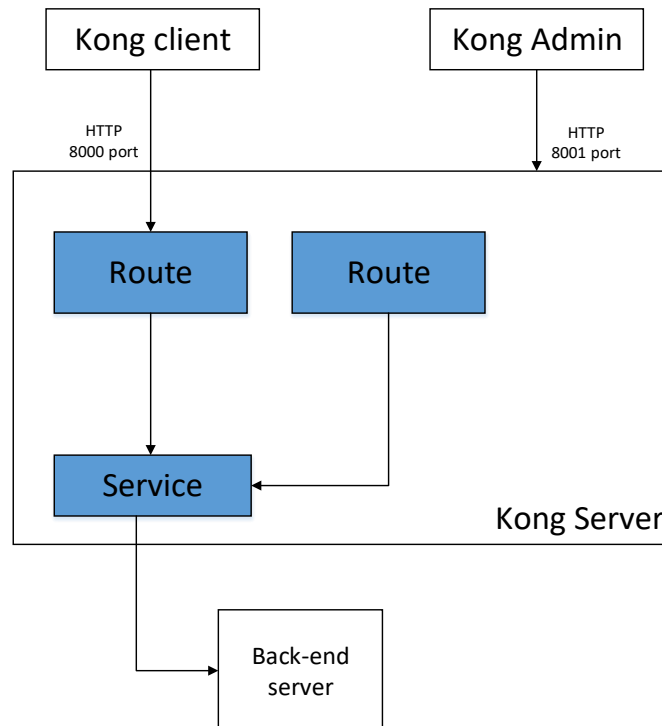 Kong client
Kong Admin
HTTP
8000 port
HTTP
8001 port
Route
Route
Service
Kong Server
Back-end
server